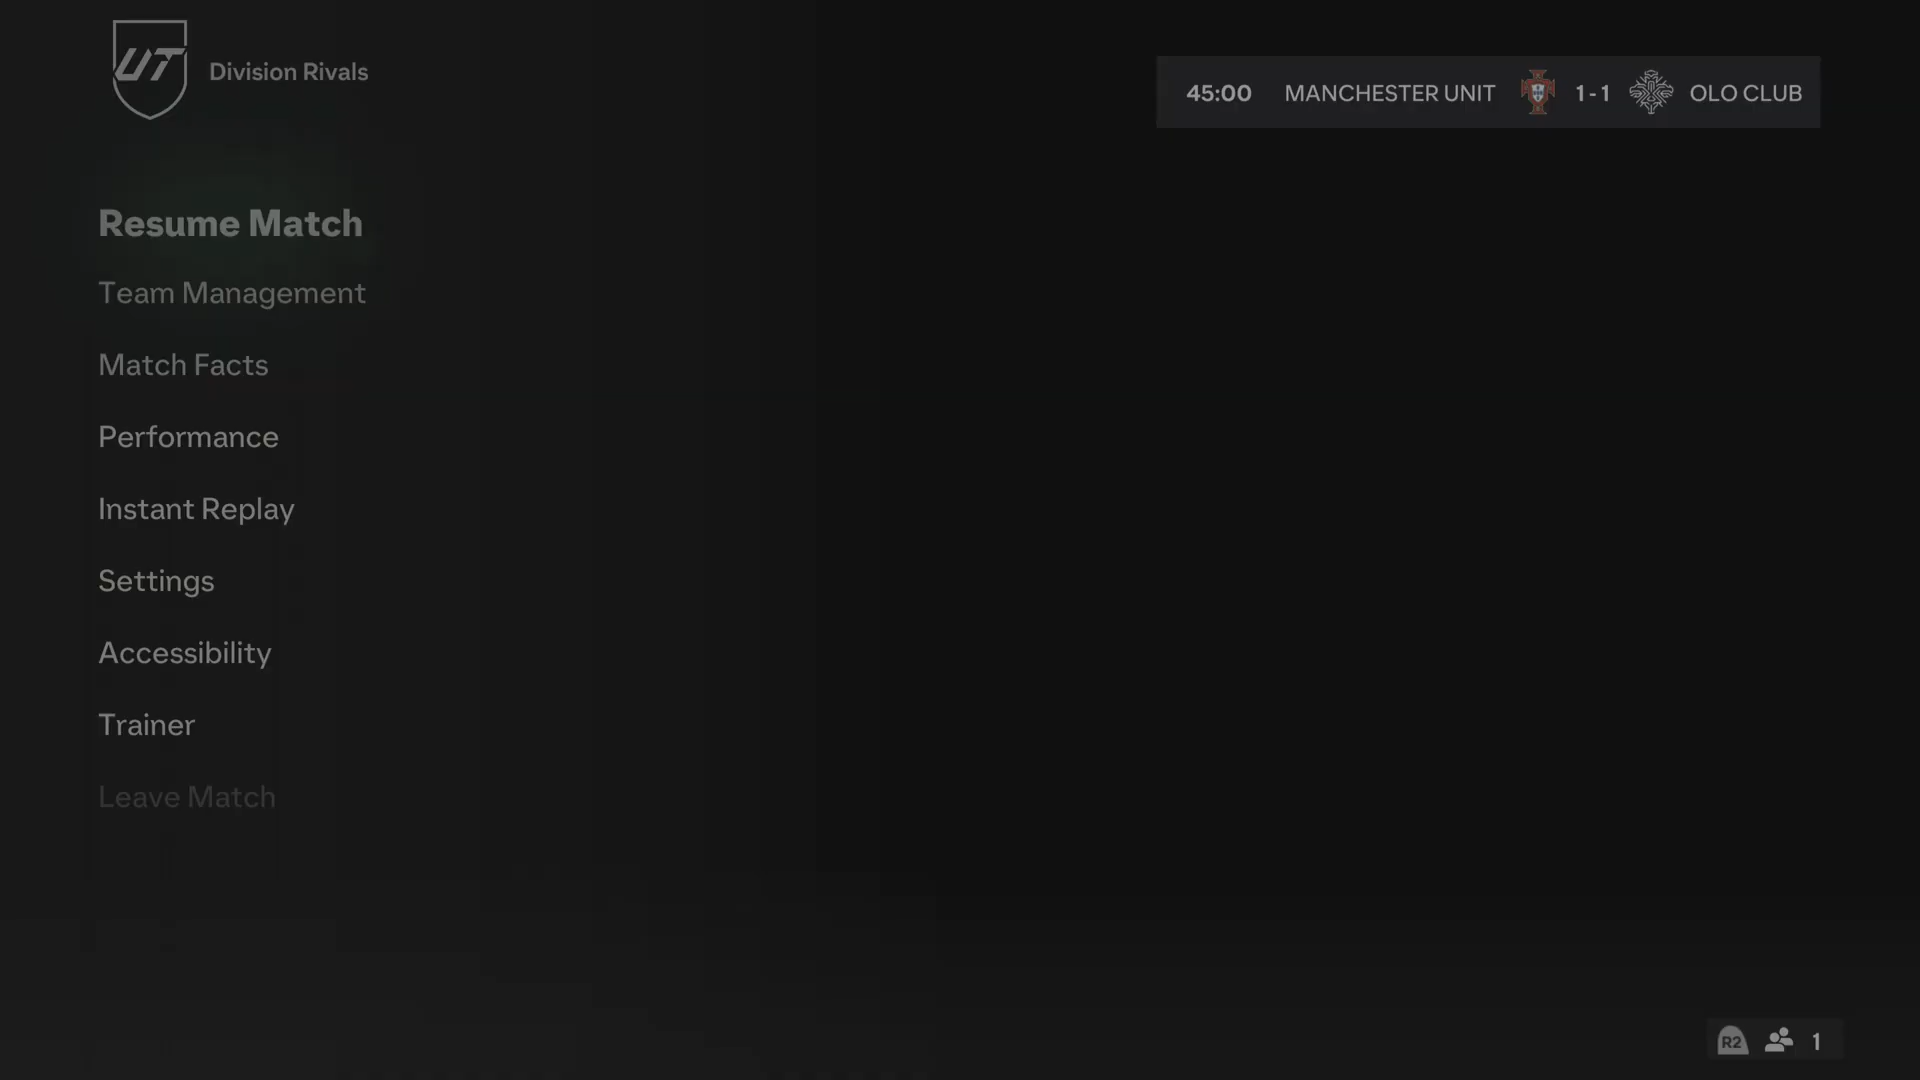 UT
Division Rivals
45:00 MANCHESTER UNIT 1 - 1 OLO CLUB
Resume Match
Team Management
Match Facts
Performance
Instant Replay
Settings
Accessibility
Trainer
Leave Match
R2 1